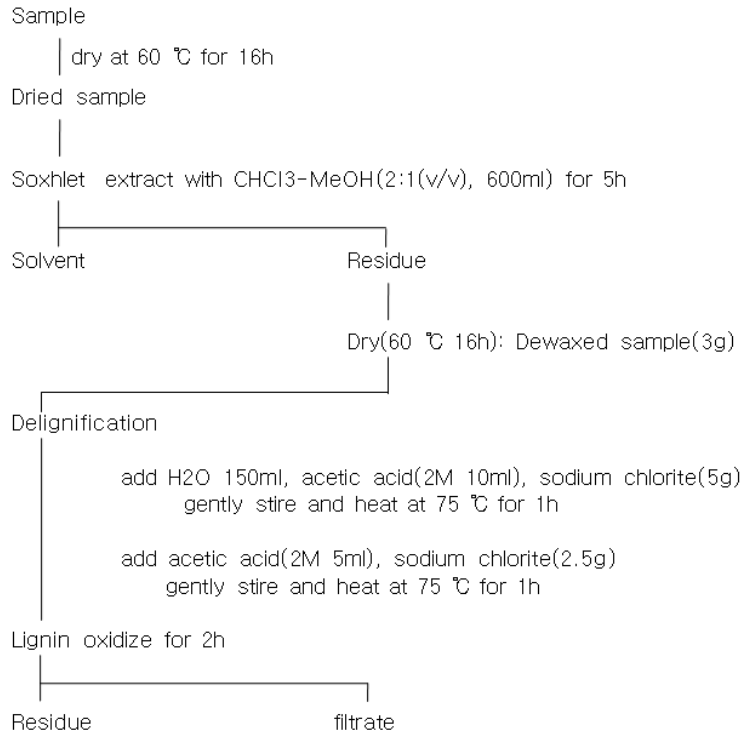 Sample
dry at 60 ℃ for 16h
Dried sample
Soxhlet extract with CHCl3-MeOH(2:1(v/v), 600ml) for 5h
Solvent Residue
Dry(60 ℃ 16h): Dewaxed sample(3g)
Delignification
add H2O 150ml, acetic acid(2M 10ml), sodium chlorite(5g)
gently stire and heat at 75 ℃ for 1h
add acetic acid(2M 5ml), sodium chlorite(2.5g)
gently stire and heat at 75 ℃ for 1h
Lignin oxidize for 2h
Residue filtrate